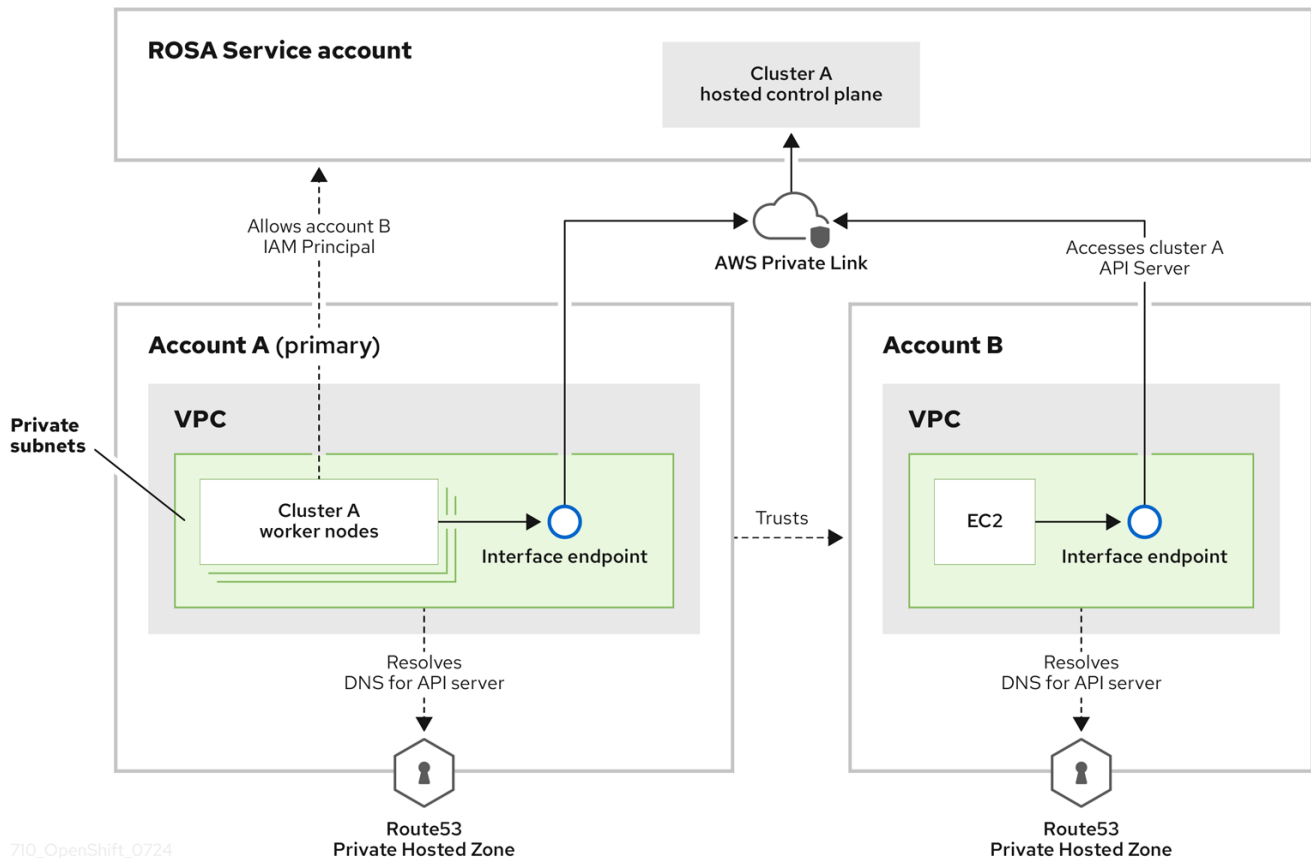 ROSA Service account
Cluster A
hosted control plane
Allows account B
IAM Principal
AWS Private Link
Accesses cluster A
API Server
Account A (primary)
Account B
VPC
VPC
Private
subnets
Cluster A
worker nodes
Interface endpoint
Trusts
EC2
Interface endpoint
Resolves
DNS for API server
Resolves
DNS for API server
Route53
Private Hosted Zone
Route53
Private Hosted Zone
710_OpenShift_0724